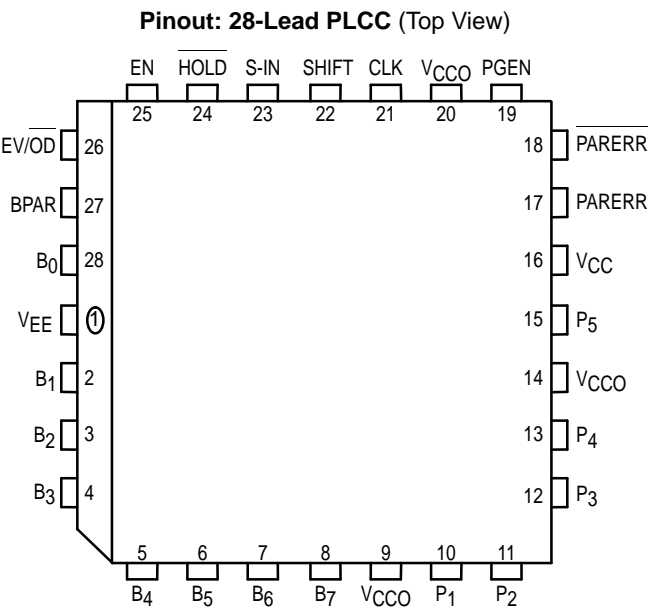 Pinout: 28-Lead PLCC (Top View)
EN HOLD S-IN SHIFT CLK VCCO PGEN
25 24 23 22 21 20 19
EV/OD 26 18 PARERR
BPAR 27 17 PARERR
B0 28 16 VCC
VEE 1 15 P5
B1 2 14 VCCO
B2 3 13 P4
B3 4 12 P3
5 6 7 8 9 10 11
B4 B5 B6 B7 VCCO P1 P2